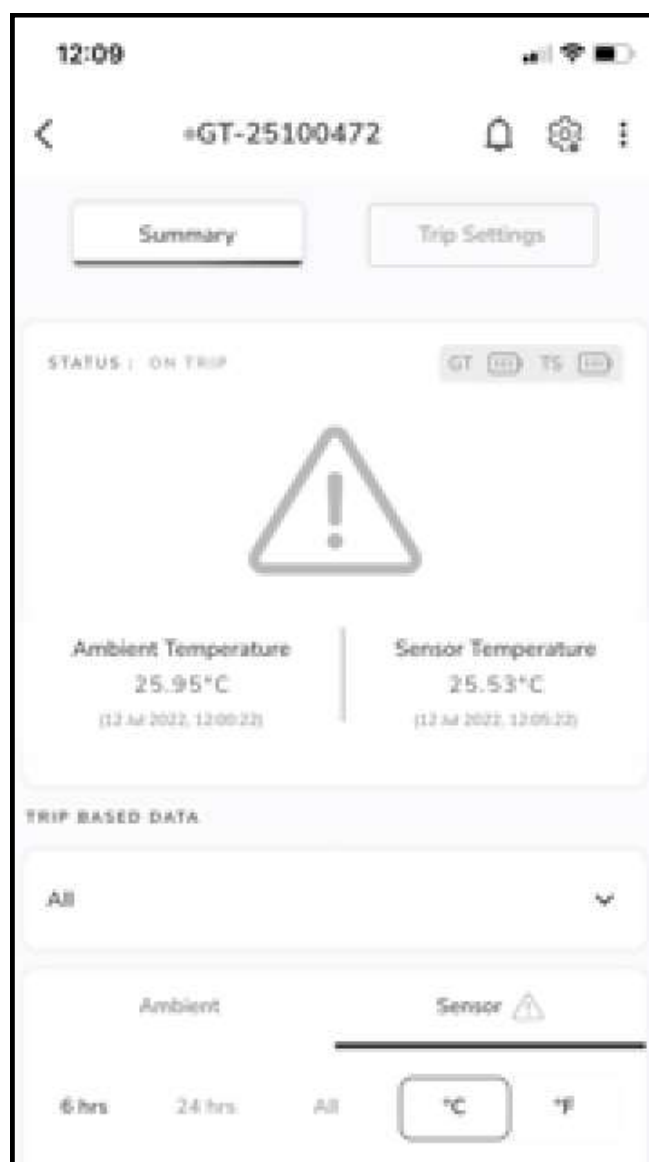 12:09
GT-25100472
Summary Trip Settings
STATUS : ON TRIP GT TS
Ambient Temperature Sensor Temperature
25.95°C 25.53°C
(12 Jul 2022, 12:00:22) (12 Jul 2022, 12:05:22)
TRIP BASED DATA
All
Ambient Sensor
6 hrs 24 hrs All °C °F